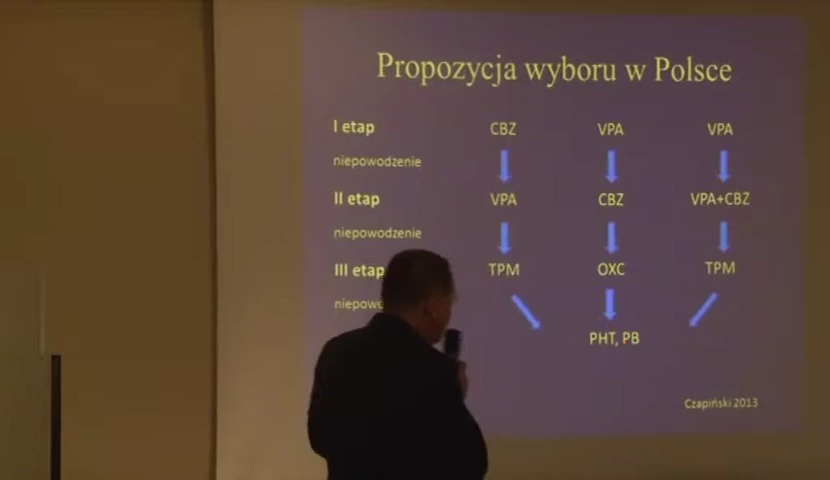 Propozycja wyboru w Polsce
I etap CBZ VPA VPA
niepowodzenie
II etap VPA CBZ VPA+CBZ
niepowodzenie
III etap TPM OXC TPM
PHT, PB
Czapiński 2013